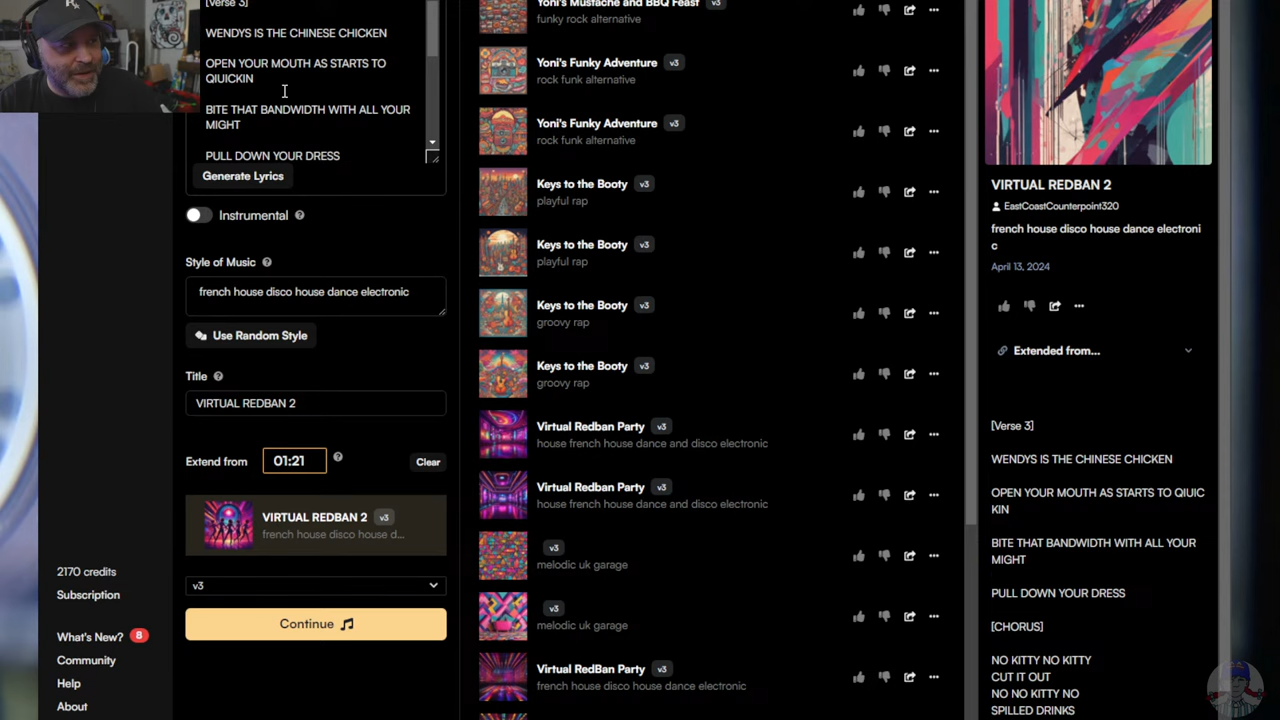 [Verse 3]
WENDYS IS THE CHINESE CHICKEN
OPEN YOUR MOUTH AS STARTS TO
QIUICKIN
BITE THAT BANDWIDTH WITH ALL YOUR
MIGHT
PULL DOWN YOUR DRESS
Generate Lyrics
Instrumental
Style of Music
french house disco house dance electronic
Use Random Style
Title
VIRTUAL REDBAN 2
Extend from 01:21 Clear
VIRTUAL REDBAN 2 v3
french house disco house d...
v3
Continue
2170 credits
Subscription
What's New? 8
Community
Help
About
Yoni's Mustache and BBQ Feast v3
funky rock alternative
Yoni's Funky Adventure v3
rock funk alternative
Yoni's Funky Adventure v3
rock funk alternative
Keys to the Booty v3
playful rap
Keys to the Booty v3
playful rap
Keys to the Booty v3
groovy rap
Keys to the Booty v3
groovy rap
Virtual Redban Party v3
house french house dance and disco electronic
Virtual Redban Party v3
house french house dance and disco electronic
v3
melodic uk garage
v3
melodic uk garage
Virtual RedBan Party v3
french house disco house dance electronic
VIRTUAL REDBAN 2
EastCoastCounterpoint320
french house disco house dance electroni
c
April 13, 2024
Extended from...
[Verse 3]
WENDYS IS THE CHINESE CHICKEN
OPEN YOUR MOUTH AS STARTS TO QIUIC
KIN
BITE THAT BANDWIDTH WITH ALL YOUR
MIGHT
PULL DOWN YOUR DRESS
[CHORUS]
NO KITTY NO KITTY
CUT IT OUT
NO NO KITTY NO
SPILLED DRINKS